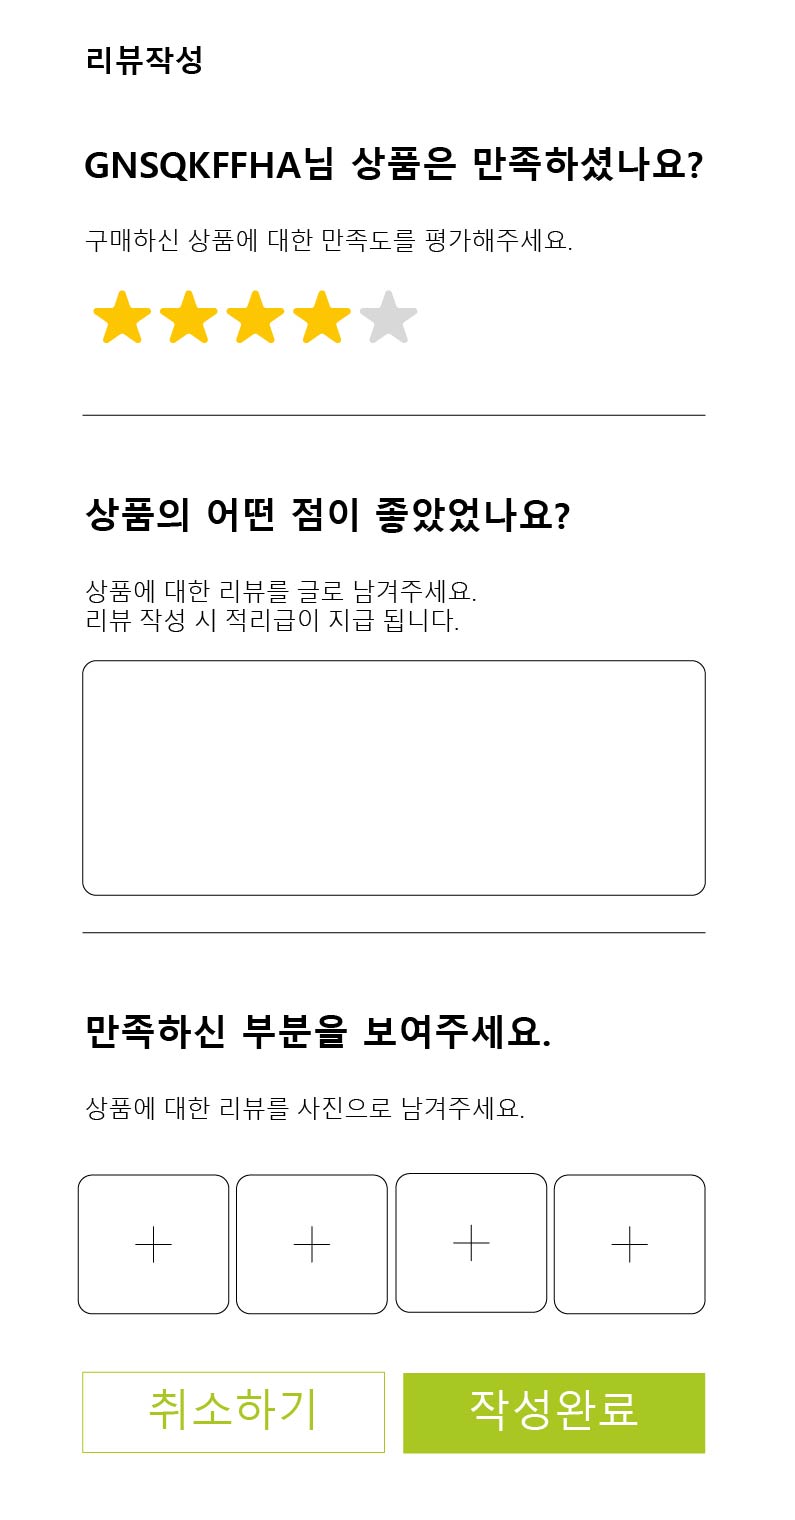 리뷰작성
GNSQKFFHA님 상품은 만족하셨나요?
구매하신 상품에 대한 만족도를 평가해주세요.
상품의 어떤 점이 좋았었나요?
상품에 대한 리뷰를 글로 남겨주세요.
리뷰 작성 시 적리급이 지급 됩니다.
만족하신 부분을 보여주세요.
상품에 대한 리뷰를 사진으로 남겨주세요.
취소하기
작성완료